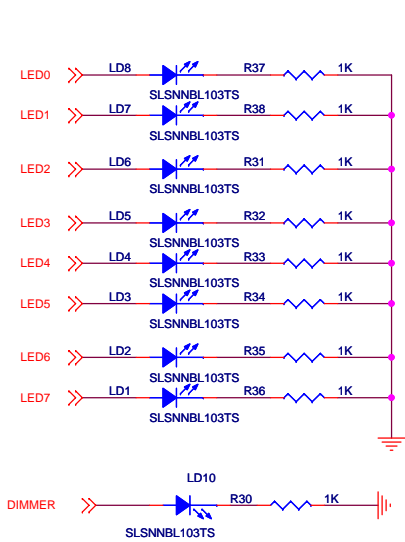 LED0 LD8 R37 1K
SLSNNBL103TS
LED1 LD7 R38 1K
SLSNNBL103TS
LED2 LD6 R31 1K
SLSNNBL103TS
LED3 LD5 R32 1K
SLSNNBL103TS
LED4 LD4 R33 1K
SLSNNBL103TS
LED5 LD3 R34 1K
SLSNNBL103TS
LED6 LD2 R35 1K
SLSNNBL103TS
LED7 LD1 R36 1K
SLSNNBL103TS
LD10
DIMMER R30 1K
SLSNNBL103TS